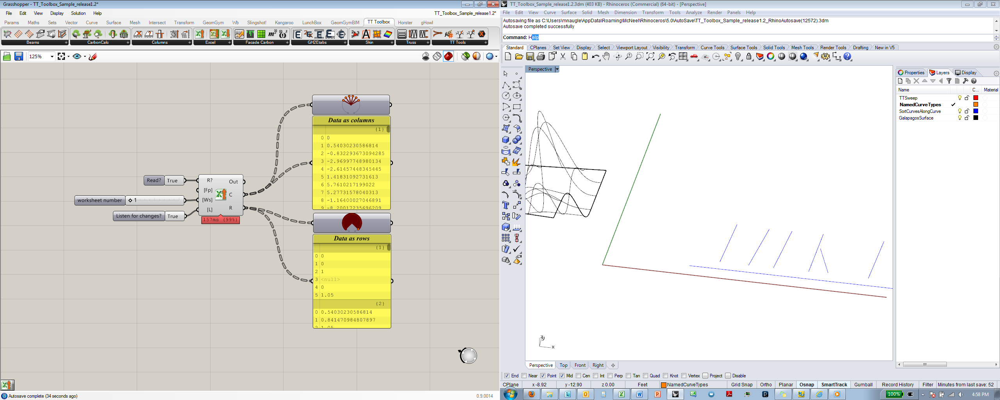 Grasshopper - TT_Toolbox_Sample_release1.2*
File Edit View Display Solution Help
TT_Toolbox_Sample_release1.2*
Params Maths Sets Vector Curve Surface Mesh Intersect Transform GeomGym Wb Slingshot! Kangaroo LunchBox GeomGymBIM TT Toolbox Horster gHowl
Beams CarbonCalc Columns Excel Facade Carbon GH2Etabs Skin Truss TT Tools
125%
Data as columns
{1}
0 0
1 0.54030230586814
2 -0.832293673094285
3 -2.96997748980134
4 -2.61457448345445
5 1.41831092731613
6 5.7610217199022
7 5.27731578040313
8 -1.16400027046891
9 -8.20017235696209
Read? True
worksheet number 1
Listen for changes? True
R? Out
[Fp]
C
[Ws]
R
[L]
157ms (99%)
Data as rows
{1}
0 0
1 0
2 1
3 <null>
4 0
5 1.05
{2}
0 0.54030230586814
1 0.841470984807897
2 1.05
Autosave complete (34 seconds ago)
0.9.0014
TT_Toolbox_Sample_release1.2.3dm (403 KB) - Rhinoceros (Commercial) (64-bit) - [Perspective]
File Edit View Curve Surface Solid Mesh Dimension Transform Tools Analyze Render Panels Help
Autosaving file as C:\Users\mnaugle\AppData\Roaming\McNeel\Rhinoceros\5.0\AutoSave\TT_Toolbox_Sample_release1.2_RhinoAutosave(12572).3dm
Autosave completed successfully
Command: Help
Standard CPlanes Set View Display Select Viewport Layout Visibility Transform Curve Tools Surface Tools Solid Tools Mesh Tools Render Tools Drafting New in V5
Perspective
z
y
x
Properties Layers Display
Name C... Material
TTSweep
NamedCurveTypes
SortCurvesAlongCurve
GalapagosSurface
Perspective Top Front Right
End Near Point Mid Cen Int Perp Tan Quad Knot Vertex Project Disable
CPlane x -8.92 y -12.90 z 0.00 Feet NamedCurveTypes Grid Snap Ortho Planar Osnap SmartTrack Gumball Record History Filter Minutes from last save: 52
100%
4:58 PM